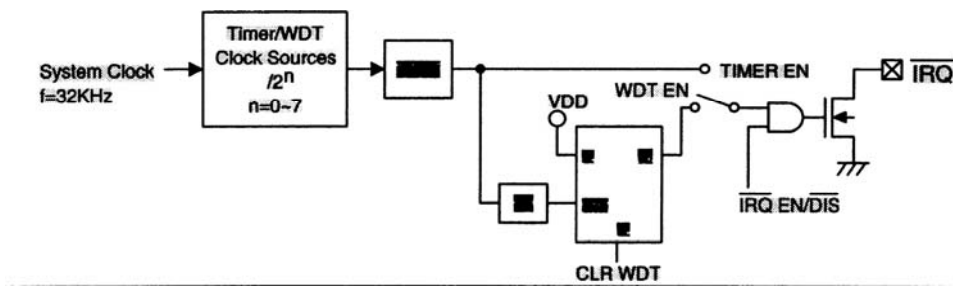 Timer/WDT
Clock Sources
/2ⁿ
n=0~7
System Clock
f=32KHz
TIMER EN
IRQ
WDT EN
VDD
IRQ EN/DIS
CLR WDT